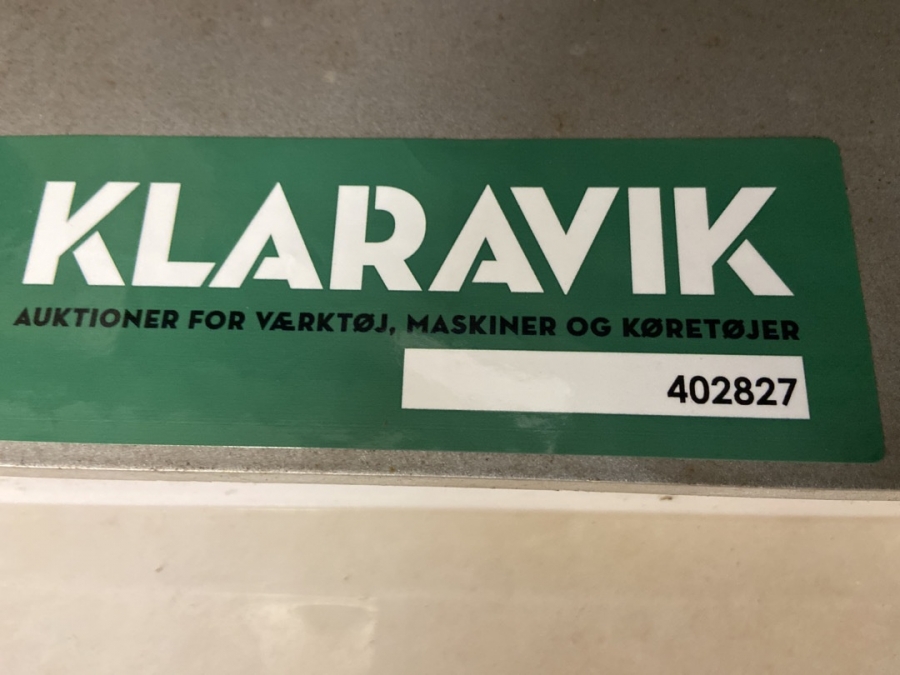 KLARAVIK
AUKTIONER FOR VÆRKTØJ, MASKINER OG KØRETØJER
402827